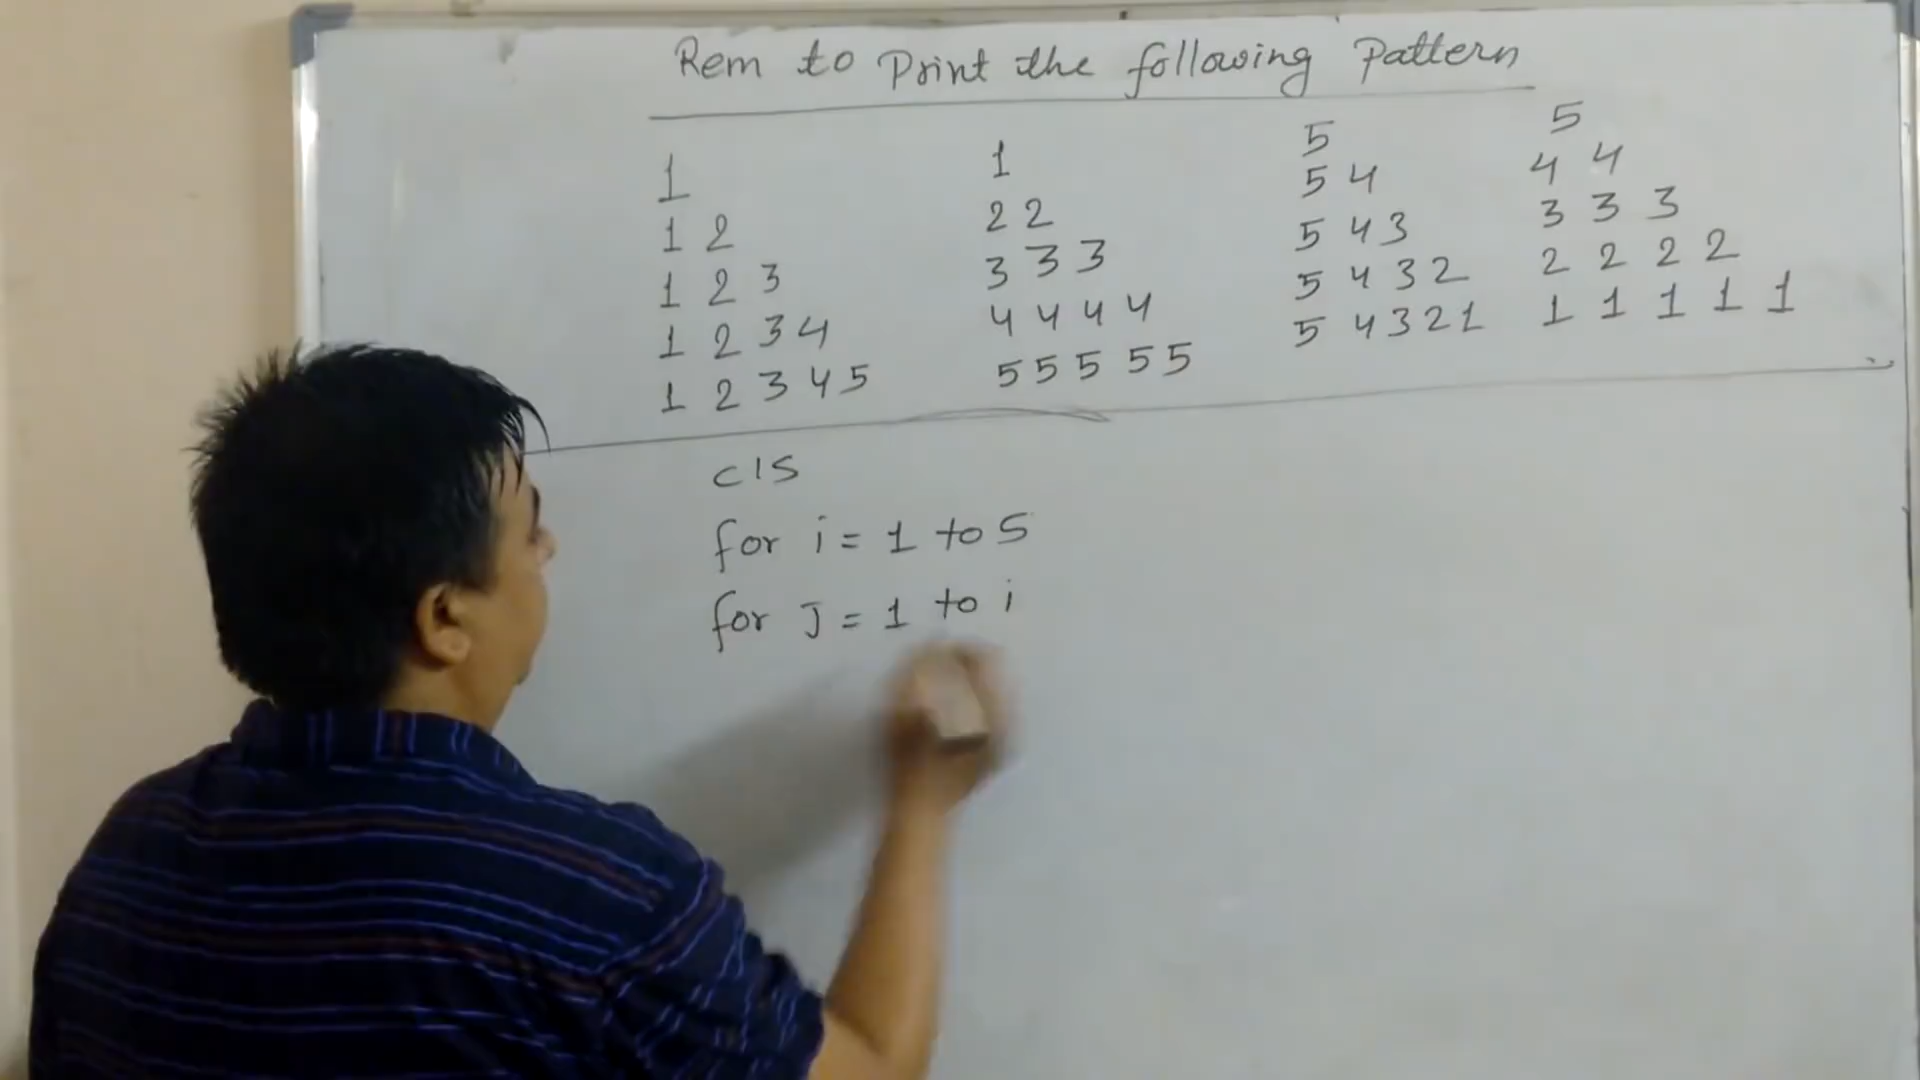 Rem to Print the following Pattern
1
1 2
1 2 3
1 2 3 4
1 2 3 4 5
1
2 2
3 3 3
4 4 4 4
5 5 5 5 5
5
5 4
5 4 3
5 4 3 2
5 4 3 2 1
5
4 4
3 3 3
2 2 2 2
1 1 1 1 1
cls
for i = 1 to 5
for J = 1 to i